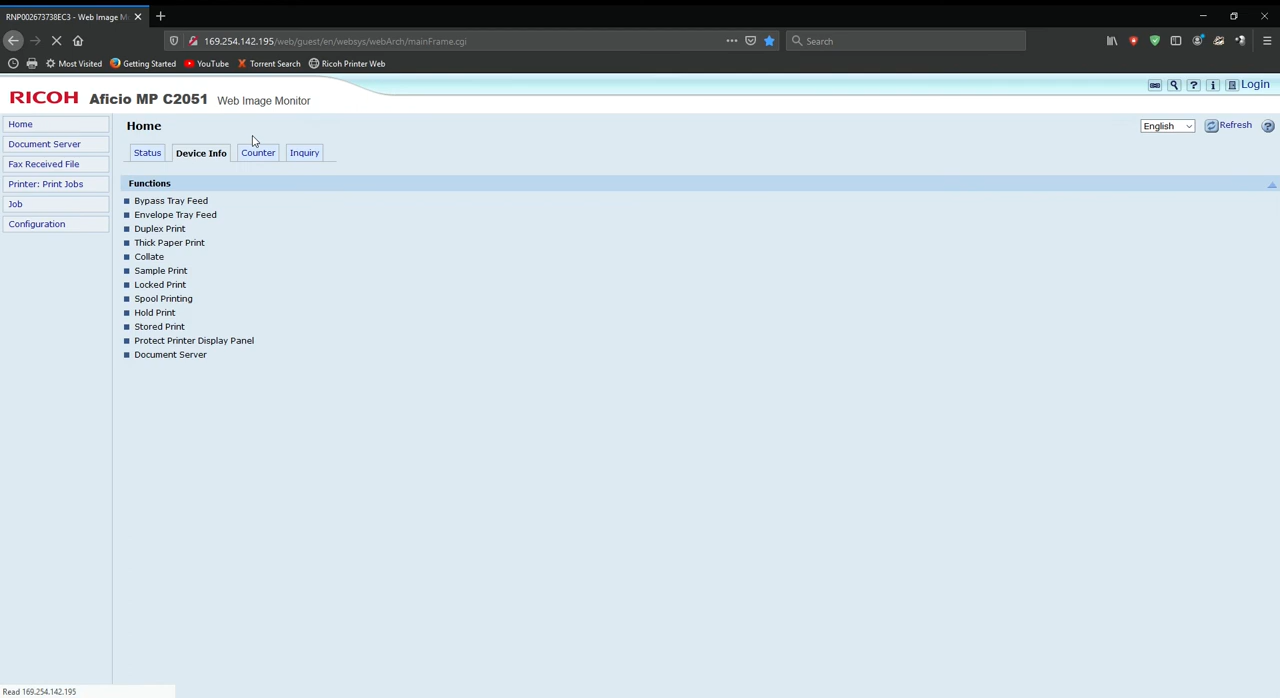 RNP002673738EC3 - Web Image M
169.254.142.195/web/guest/en/websys/webArch/mainFrame.cgi
Search
Most Visited
Getting Started
YouTube
Torrent Search
Ricoh Printer Web
RICOH Aficio MP C2051 Web Image Monitor
Login
Home
Document Server
Fax Received File
Printer: Print Jobs
Job
Configuration
Home
English
Refresh
Status
Device Info
Counter
Inquiry
Functions
Bypass Tray Feed
Envelope Tray Feed
Duplex Print
Thick Paper Print
Collate
Sample Print
Locked Print
Spool Printing
Hold Print
Stored Print
Protect Printer Display Panel
Document Server
Read 169.254.142.195